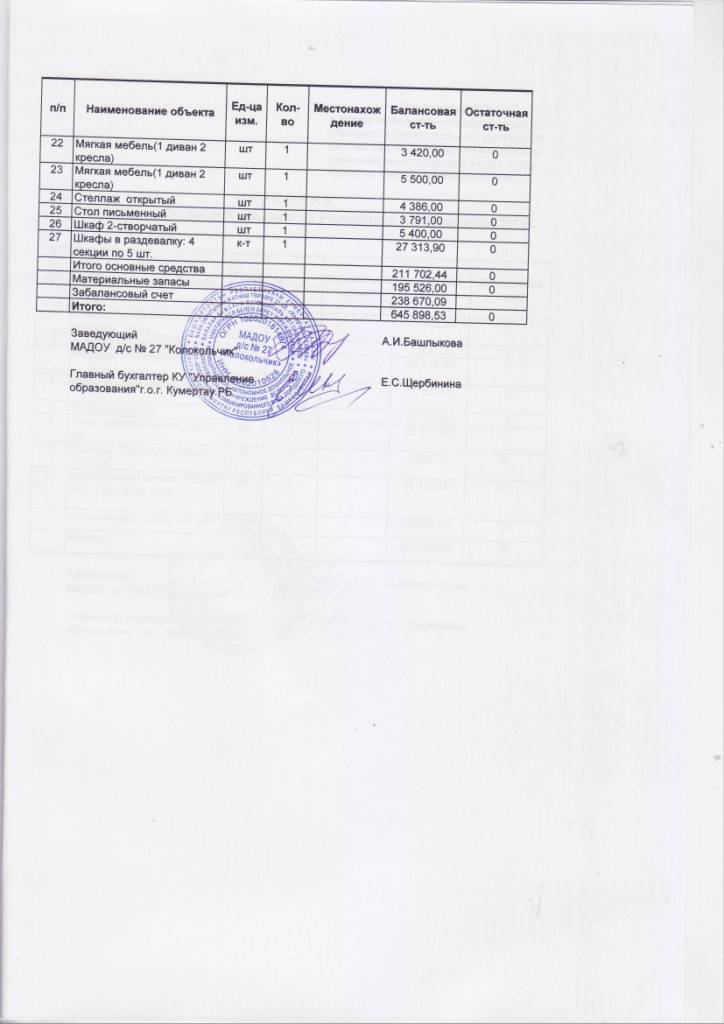 п/п Наименование объекта Ед-ца изм. Кол-во Местонахождение Балансовая ст-ть Остаточная ст-ть
22 Мягкая мебель(1 диван 2 кресла) шт 1 3 420,00 0
23 Мягкая мебель(1 диван 2 кресла) шт 1 5 500,00 0
24 Стеллаж открытый шт 1 4 386,00 0
25 Стол письменный шт 1 3 791,00 0
26 Шкаф 2-створчатый шт 1 5 400,00 0
27 Шкафы в раздевалку: 4 секции по 5 шт. к-т 1 27 313,90 0
Итого основные средства 211 702,44 0
Материальные запасы 195 526,00 0
Забалансовый счет 238 670,09
Итого: 645 898,53 0
Заведующий
МАДОУ д/с № 27 "Колокольчик" А.И.Башлыкова
Главный бухгалтер КУ "Управление
образования"г.о.г. Кумертау РБ Е.С.Щербинина
МАДОУ
д/с № 27
«Колокольчик»